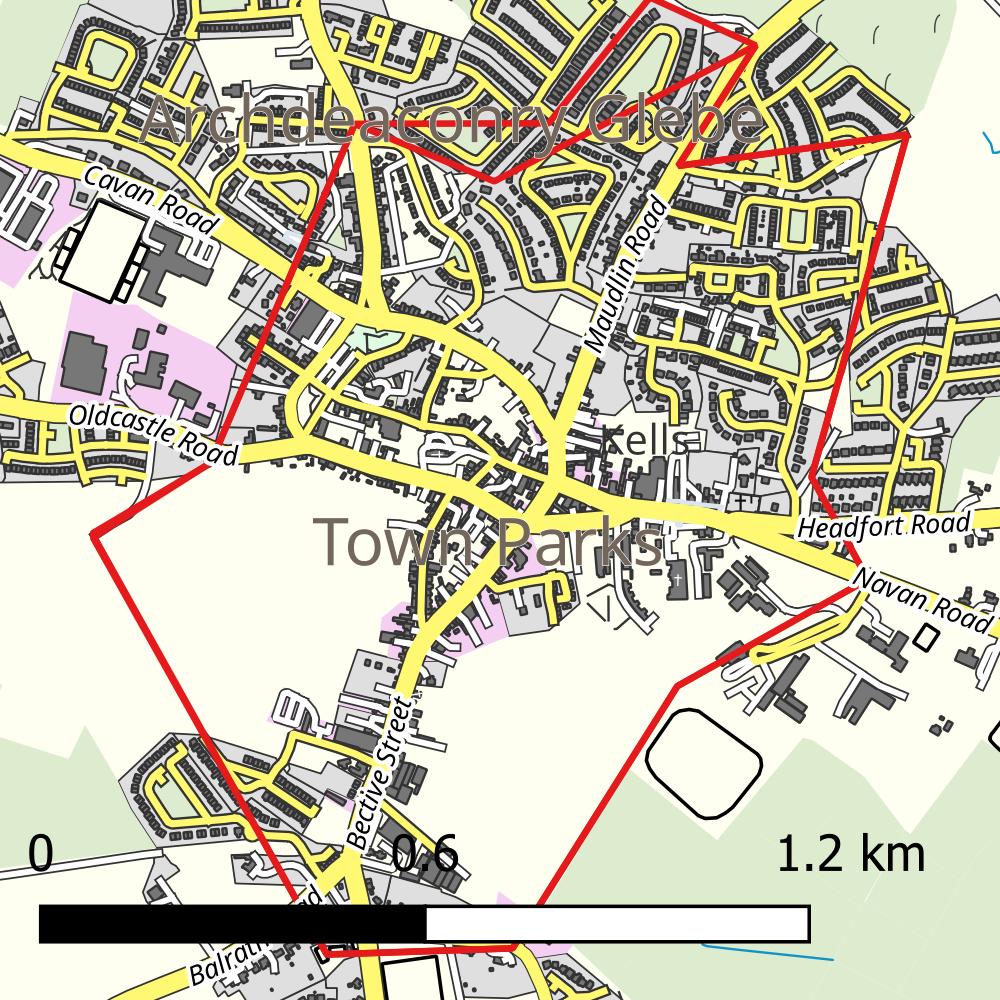 Archdeaconry Glebe
Cavan Road
Maudlin Road
Oldcastle Road
Kells
Town Parks
Headfort Road
Navan Road
Bective Street
0 0.6 1.2 km
Balrath Road